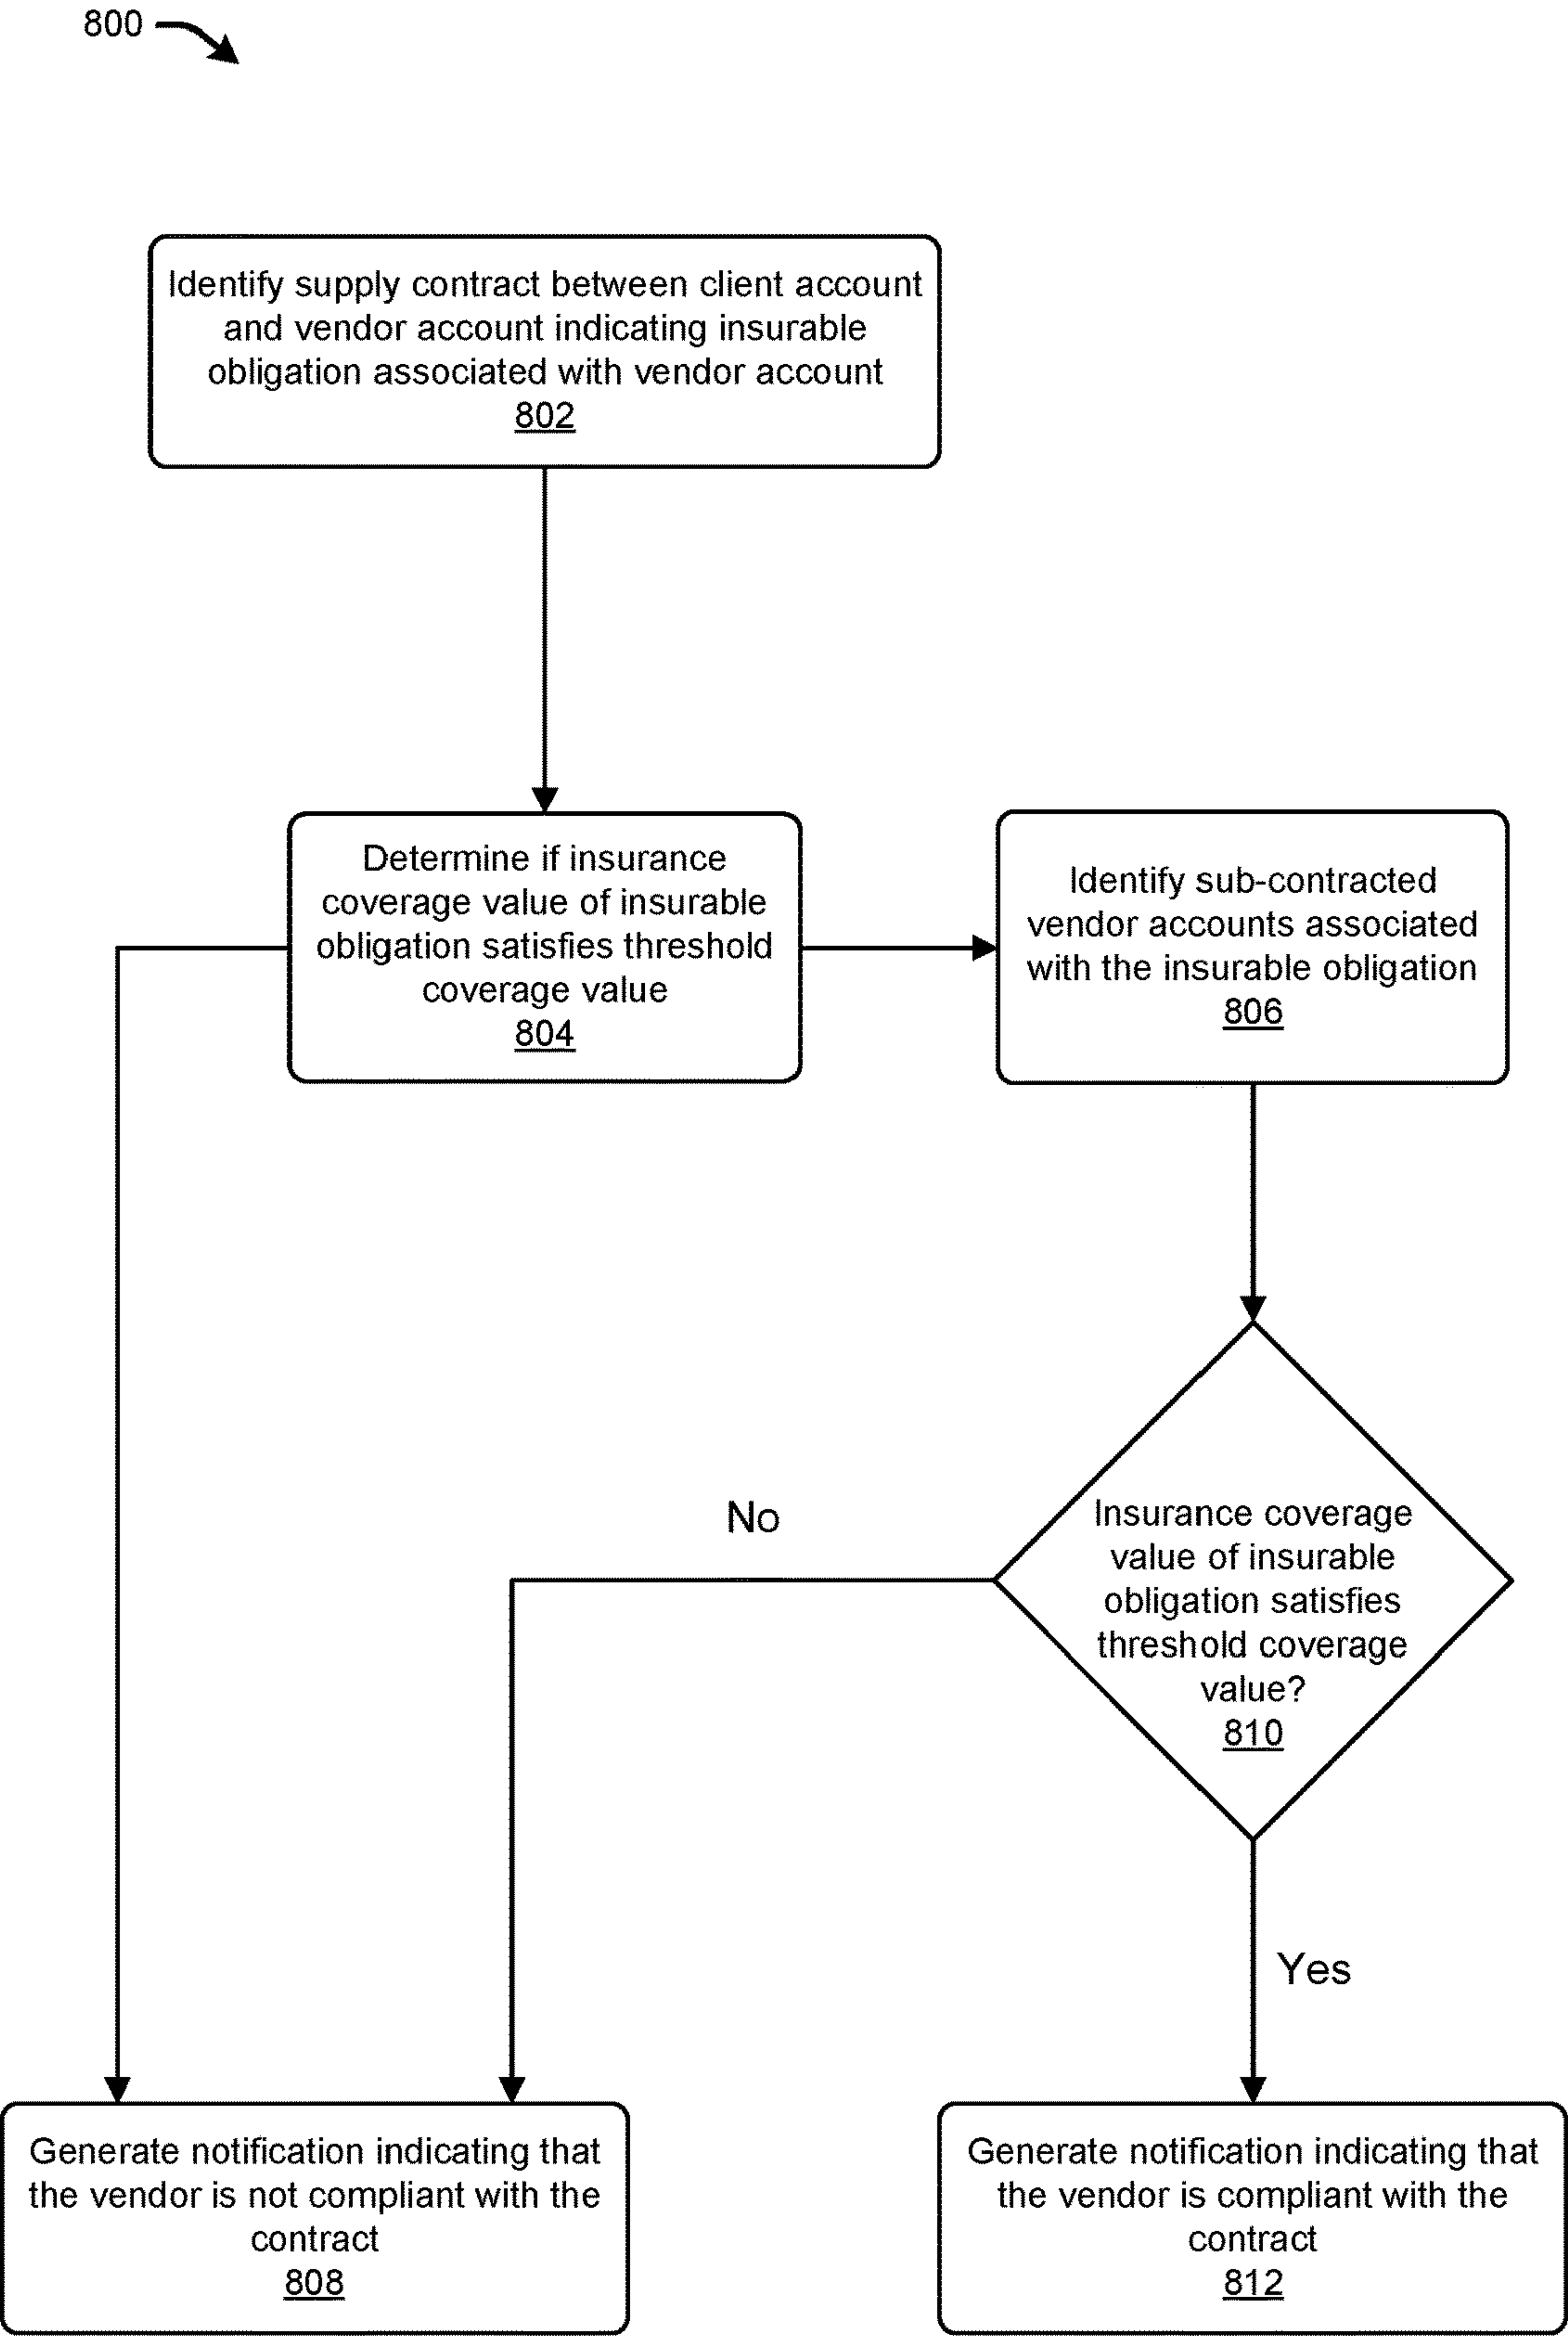 800
Identify supply contract between client account
and vendor account indicating insurable
obligation associated with vendor account
802
Determine if insurance
coverage value of insurable
obligation satisfies threshold
coverage value
804
Identify sub-contracted
vendor accounts associated
with the insurable obligation
806
No
Insurance coverage
value of insurable
obligation satisfies
threshold coverage
value?
810
Yes
Generate notification indicating that
the vendor is not compliant with the
contract
808
Generate notification indicating that
the vendor is compliant with the
contract
812